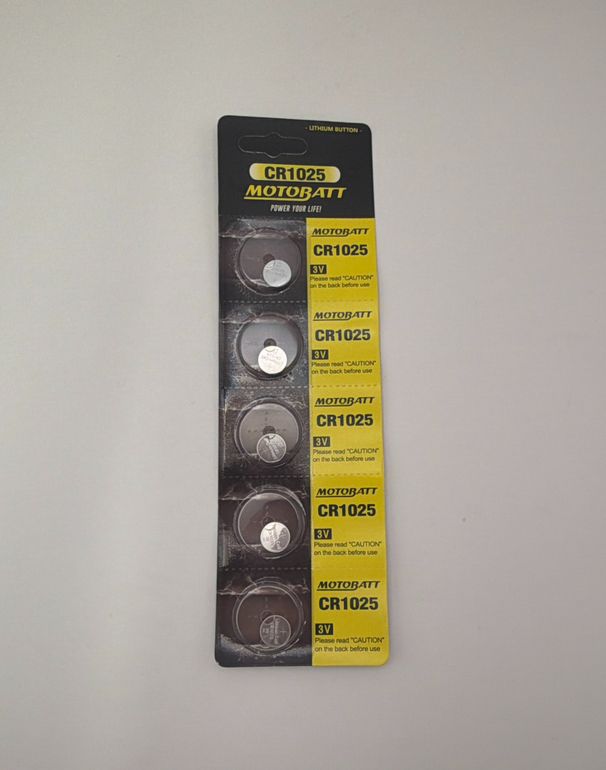 - LITHIUM BUTTON -
CR1025
MOTOBATT
POWER YOUR LIFE!
MOTOBATT
CR1025
3V
Please read "CAUTION"
on the back before use
MOTOBATT
CR1025
3V
Please read "CAUTION"
on the back before use
MOTOBATT
CR1025
3V
Please read "CAUTION"
on the back before use
MOTOBATT
CR1025
3V
Please read "CAUTION"
on the back before use
MOTOBATT
CR1025
3V
Please read "CAUTION"
on the back before use